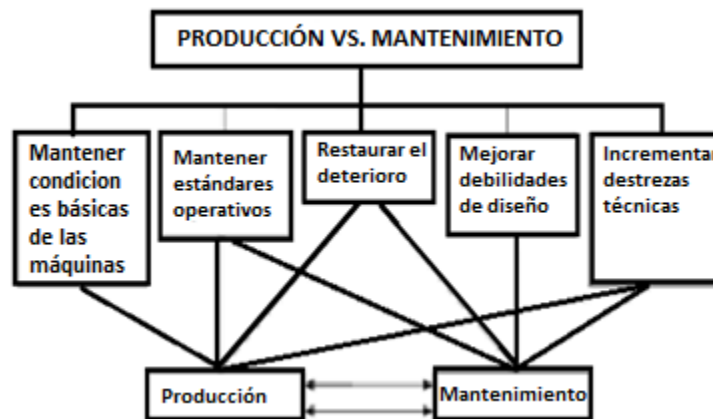 PRODUCCIÓN VS. MANTENIMIENTO
Mantener
condicion
es básicas
de las
máquinas
Mantener
estándares
operativos
Restaurar el
deterioro
Mejorar
debilidades
de diseño
Incrementar
destrezas
técnicas
Producción
Mantenimiento